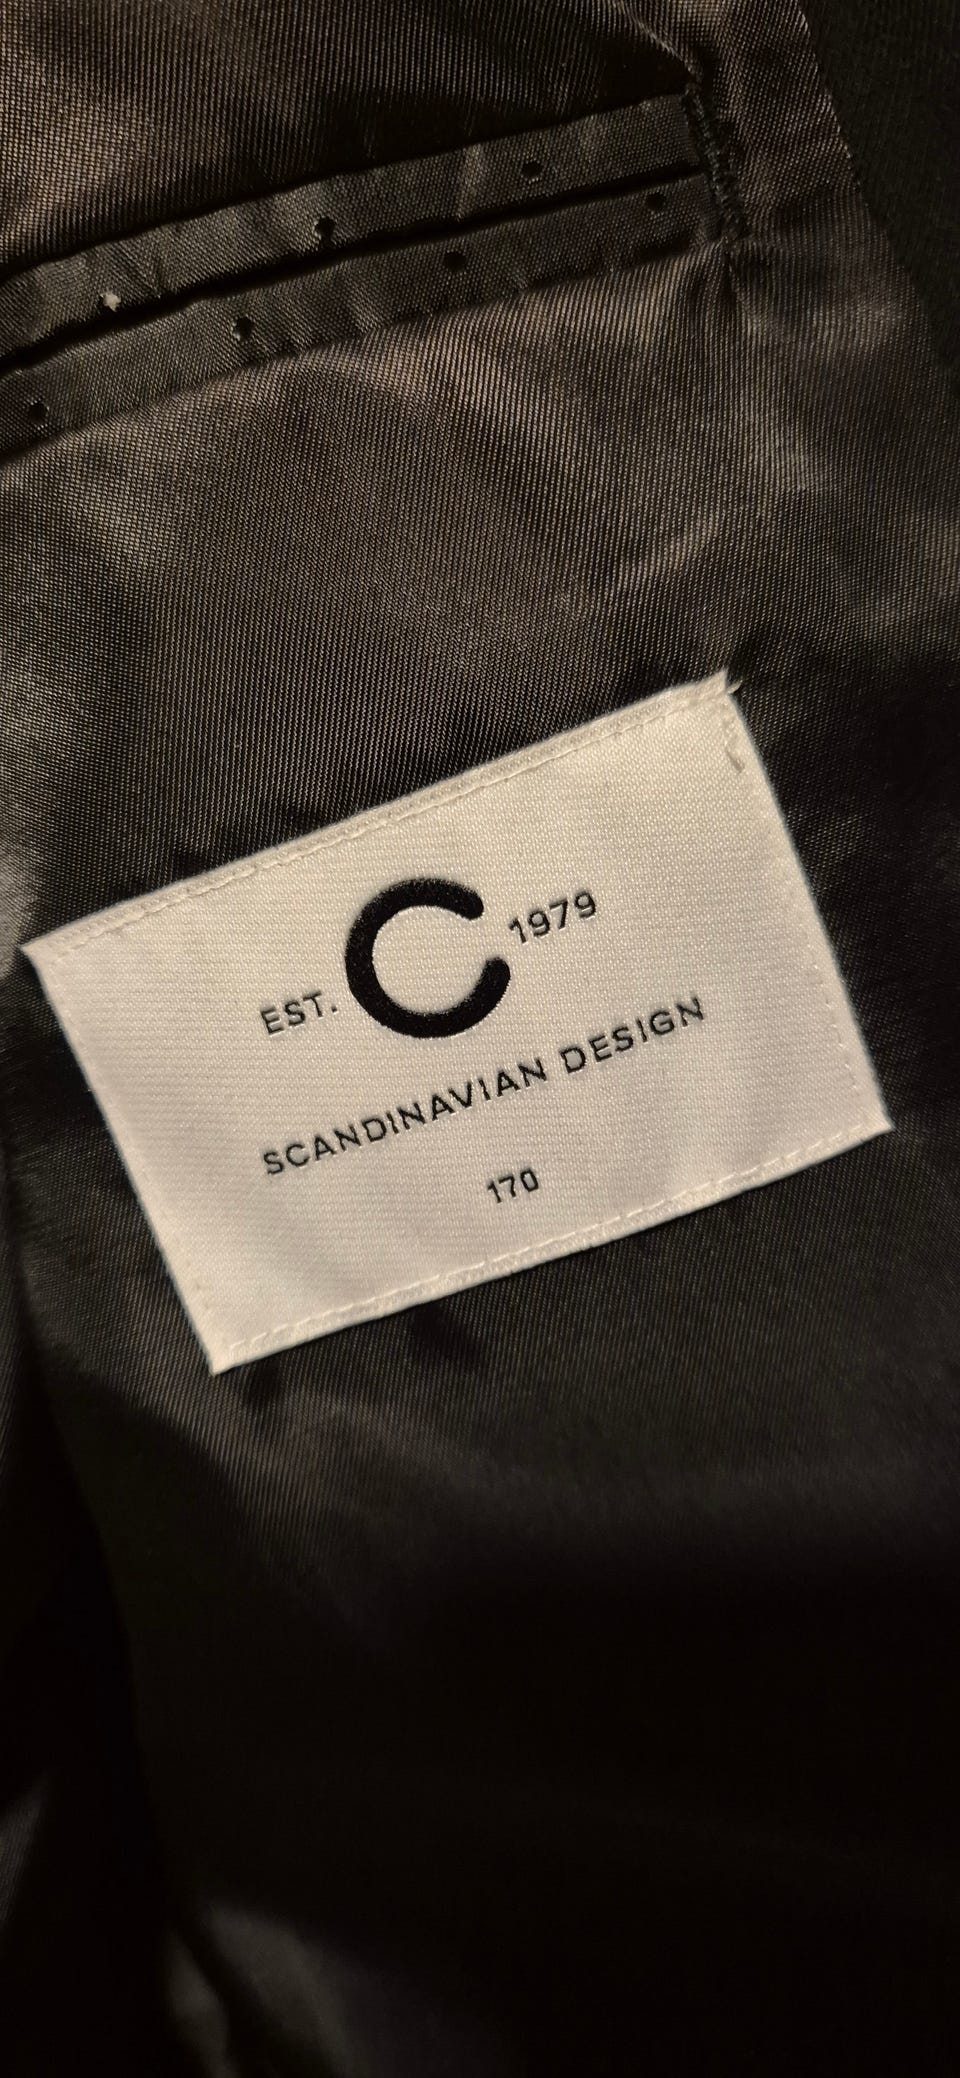 EST. C 1979
SCANDINAVIAN DESIGN
170